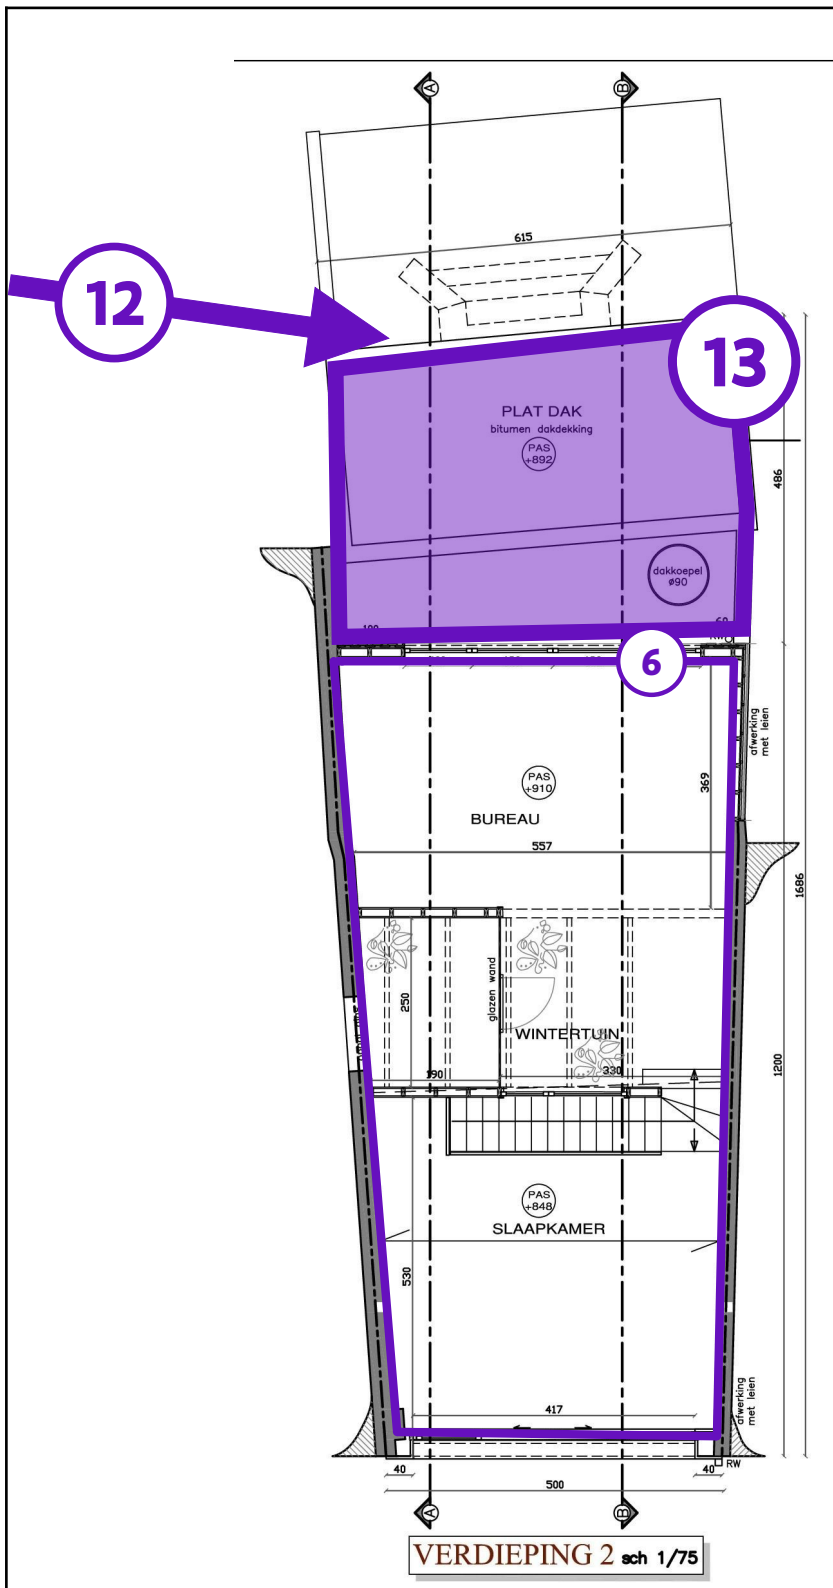 A
B
615
12
13
PLAT DAK
bitumen dakdekking
PAS
+892
486
dakkoepel
ø90
60
RW
6
afwerking
met leien
369
PAS
+910
BUREAU
557
1686
250
glazen wand
WINTERTUIN
190
330
1200
PAS
+848
SLAAPKAMER
530
417
afwerking
met leien
40
40
RW
500
A
B
VERDIEPING 2 sch 1/75